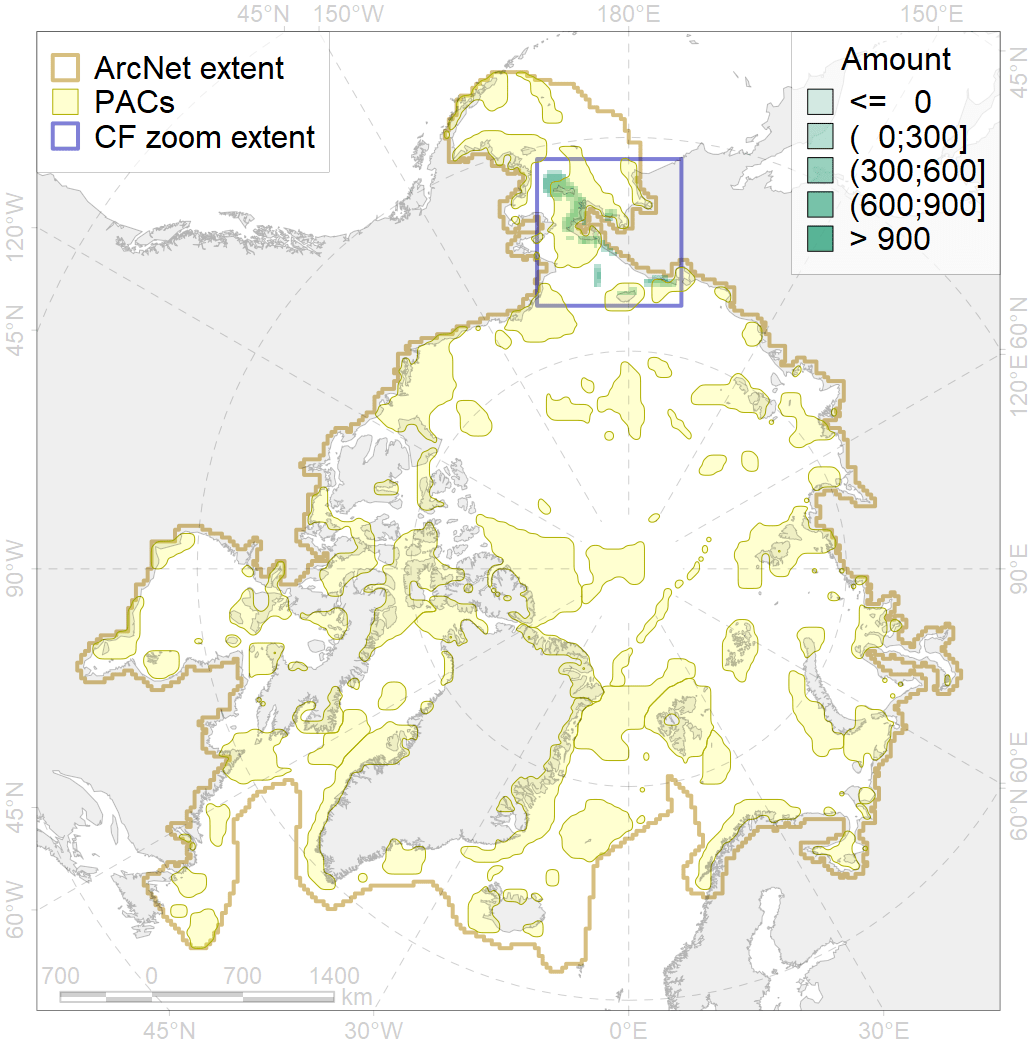 45°N 150°W 180°E 150°E
ArcNet extent
PACs
CF zoom extent
Amount
<= 0
( 0;300]
(300;600]
(600;900]
> 900
45°N
120°W
45°N
90°W
45°N
60°W
60°N
120°E
90°E
60°E
60°N
700 0 700 1400
km
45°N 30°W 0°E 30°E